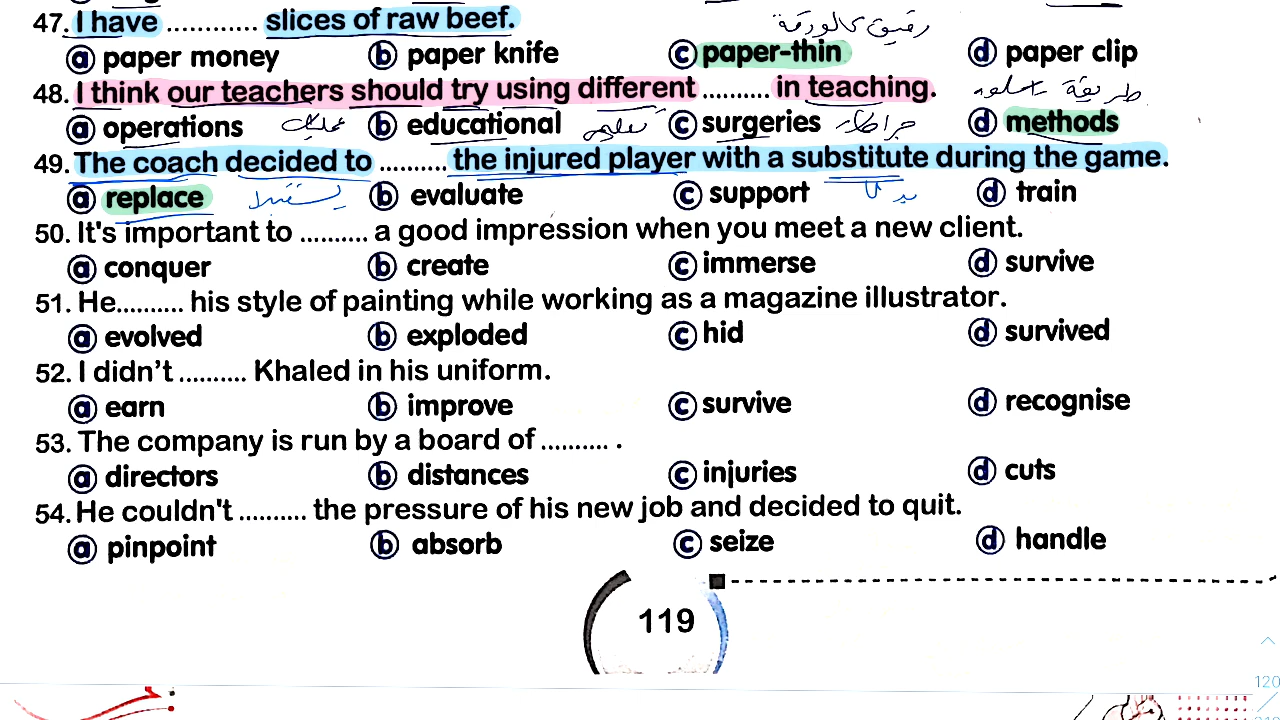 47. I have ............ slices of raw beef. رقيق كالورقة
ⓐ paper money ⓑ paper knife ⓒ paper-thin ⓓ paper clip
48. I think our teachers should try using different .......... in teaching. طريقة
ⓐ operations ⓑ educational ⓒ surgeries ⓓ methods
49. The coach decided to .......... the injured player with a substitute during the game.
ⓐ replace ⓑ evaluate ⓒ support ⓓ train
50. It's important to .......... a good impression when you meet a new client.
ⓐ conquer ⓑ create ⓒ immerse ⓓ survive
51. He.......... his style of painting while working as a magazine illustrator.
ⓐ evolved ⓑ exploded ⓒ hid ⓓ survived
52. I didn’t .......... Khaled in his uniform.
ⓐ earn ⓑ improve ⓒ survive ⓓ recognise
53. The company is run by a board of .......... .
ⓐ directors ⓑ distances ⓒ injuries ⓓ cuts
54. He couldn't .......... the pressure of his new job and decided to quit.
ⓐ pinpoint ⓑ absorb ⓒ seize ⓓ handle
119
120